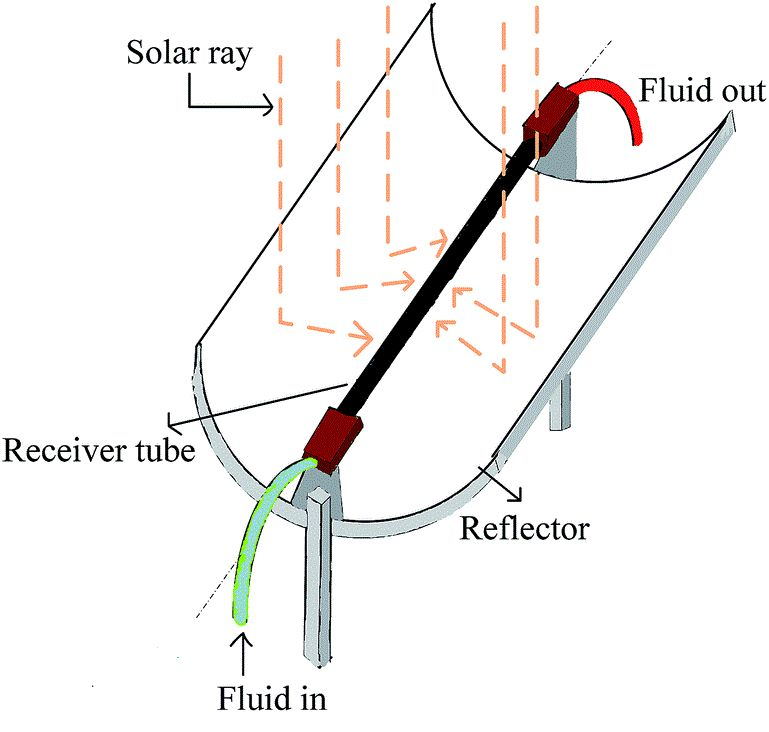 Solar ray
Fluid out
Receiver tube
Reflector
Fluid in